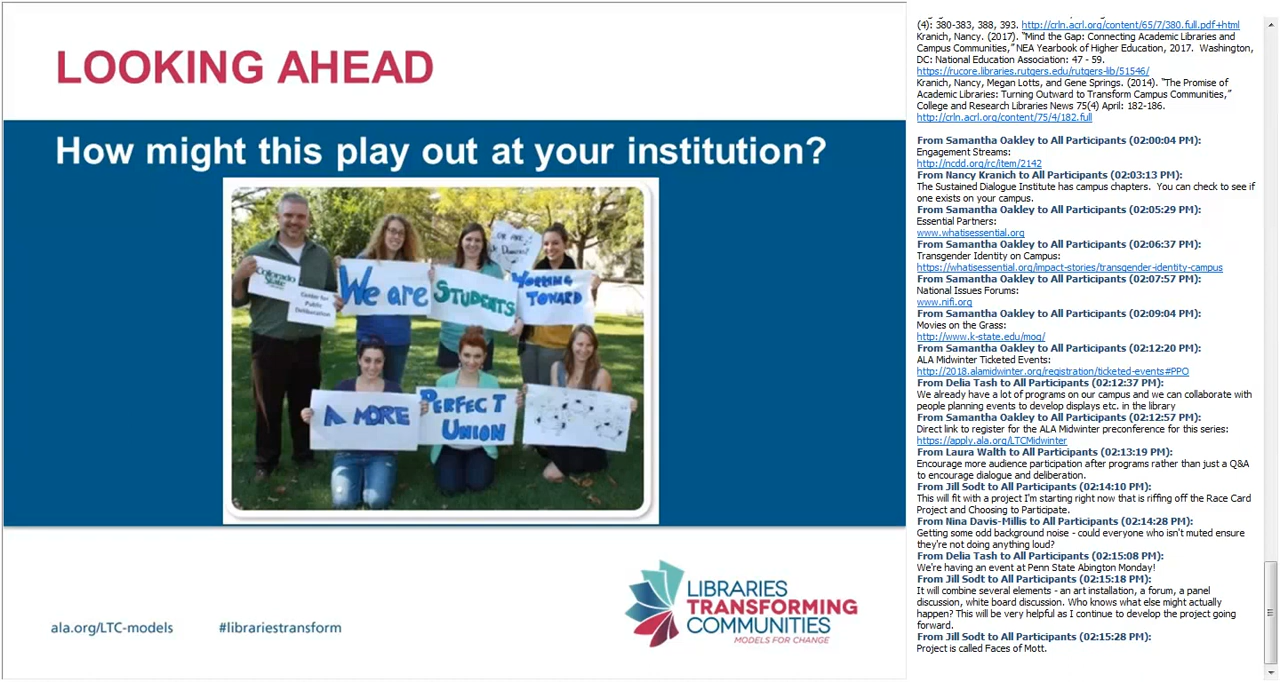 LOOKING AHEAD
How might this play out at your institution?
Colorado
State
Center for
Public
Deliberation
We are
STUDENTS
WORKING
TOWARD
A MORE
PERFECT
UNION
ala.org/LTC-models
#librariestransform
LIBRARIES
TRANSFORMING
COMMUNITIES
MODELS FOR CHANGE
(4): 380-383, 388, 393. http://crln.acrl.org/content/65/7/380.full.pdf+html
Kranich, Nancy. (2017). "Mind the Gap: Connecting Academic Libraries and
Campus Communities," NEA Yearbook of Higher Education, 2017. Washington,
DC: National Education Association: 47 - 59.
https://rucore.libraries.rutgers.edu/rutgers-lib/51546/
Kranich, Nancy, Megan Lotts, and Gene Springs. (2014). "The Promise of
Academic Libraries: Turning Outward to Transform Campus Communities,"
College and Research Libraries News 75(4) April: 182-186.
http://crln.acrl.org/content/75/4/182.full
From Samantha Oakley to All Participants (02:00:04 PM):
Engagement Streams:
http://ncdd.org/rc/item/2142
From Nancy Kranich to All Participants (02:03:13 PM):
The Sustained Dialogue Institute has campus chapters. You can check to see if
one exists on your campus.
From Samantha Oakley to All Participants (02:05:29 PM):
Essential Partners:
www.whatisessential.org
From Samantha Oakley to All Participants (02:06:37 PM):
Transgender Identity on Campus:
https://whatisessential.org/impact-stories/transgender-identity-campus
From Samantha Oakley to All Participants (02:07:57 PM):
National Issues Forums:
www.nifi.org
From Samantha Oakley to All Participants (02:09:04 PM):
Movies on the Grass:
http://www.k-state.edu/mog/
From Samantha Oakley to All Participants (02:12:20 PM):
ALA Midwinter Ticketed Events:
http://2018.alamidwinter.org/registration/ticketed-events#PPO
From Delia Tash to All Participants (02:12:37 PM):
We already have a lot of programs on our campus and we can collaborate with
people planning events to develop displays etc. in the library
From Samantha Oakley to All Participants (02:12:57 PM):
Direct link to register for the ALA Midwinter preconference for this series:
https://apply.ala.org/LTCMidwinter
From Laura Walth to All Participants (02:13:19 PM):
Encourage more audience participation after programs rather than just a Q&A
to encourage dialogue and deliberation.
From Jill Sodt to All Participants (02:14:10 PM):
This will fit with a project I'm starting right now that is riffing off the Race Card
Project and Choosing to Participate.
From Nina Davis-Millis to All Participants (02:14:28 PM):
Getting some odd background noise - could everyone who isn't muted ensure
they're not doing anything loud?
From Delia Tash to All Participants (02:15:08 PM):
We're having an event at Penn State Abington Monday!
From Jill Sodt to All Participants (02:15:18 PM):
It will combine several elements - an art installation, a forum, a panel
discussion, white board discussion. Who knows what else might actually
happen? This will be very helpful as I continue to develop the project going
forward.
From Jill Sodt to All Participants (02:15:28 PM):
Project is called Faces of Mott.